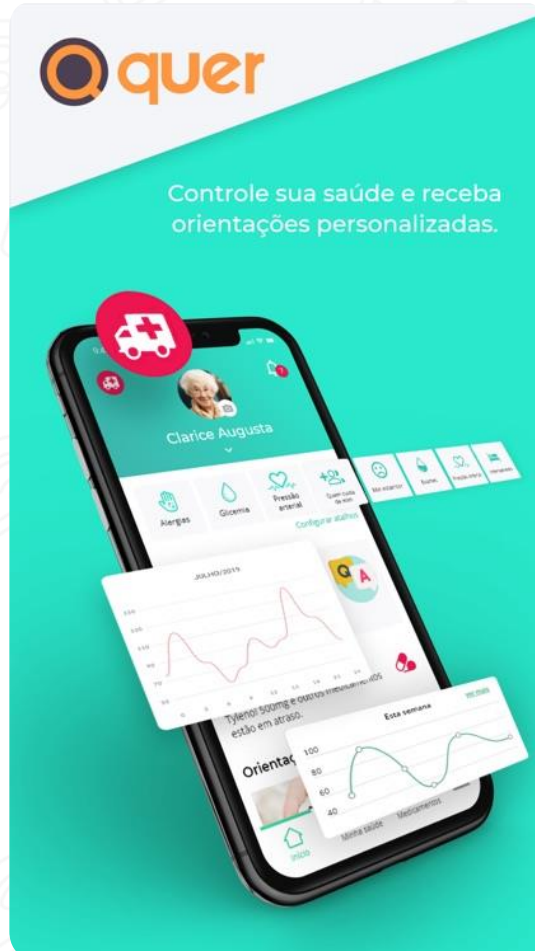 quer
Controle sua saúde e receba
orientações personalizadas.
Clarice Augusta
Alergias
Glicemia
Pressão
arterial
Quem cuida
de mim
Configurar atalhos
Q A
JULHO/2019
Tylenol 500mg e outros medicamentos
estão em atraso.
Esta semana
ver mais
100
80
60
40
Início
Minha saúde
Medicamentos